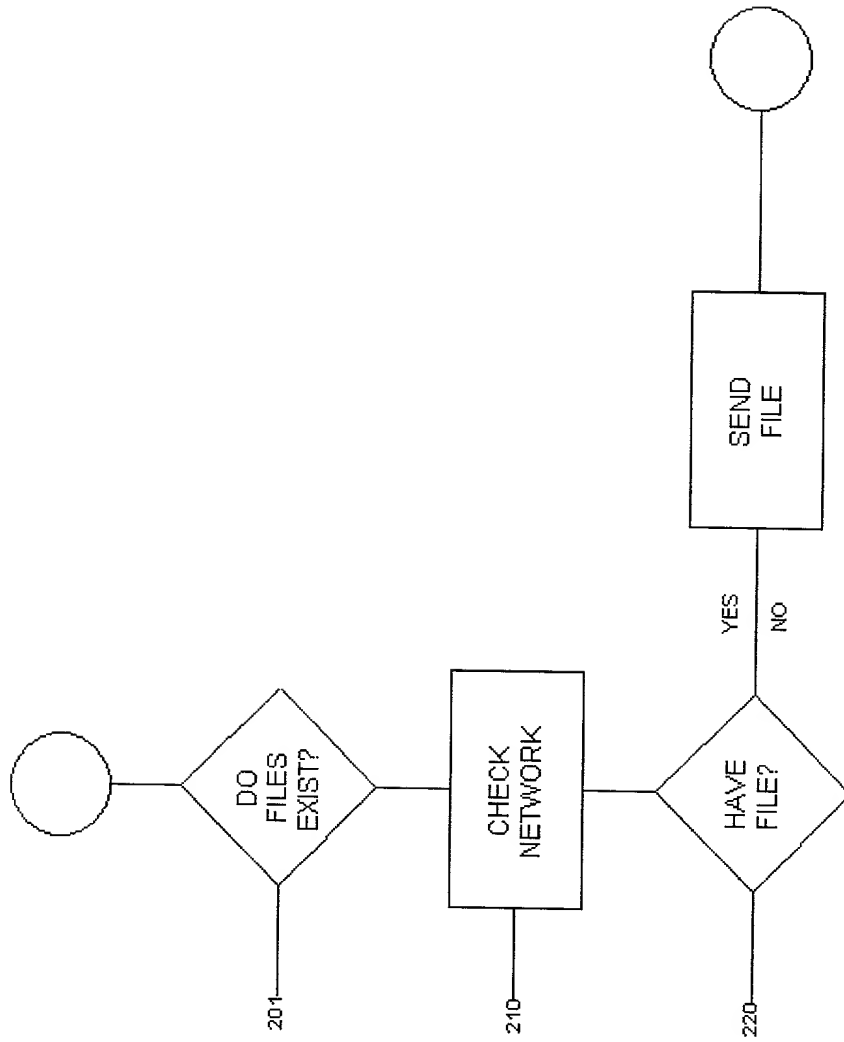 201
DO
FILES
EXIST?
210
CHECK
NETWORK
220
HAVE
FILE?
YES
NO
SEND
FILE